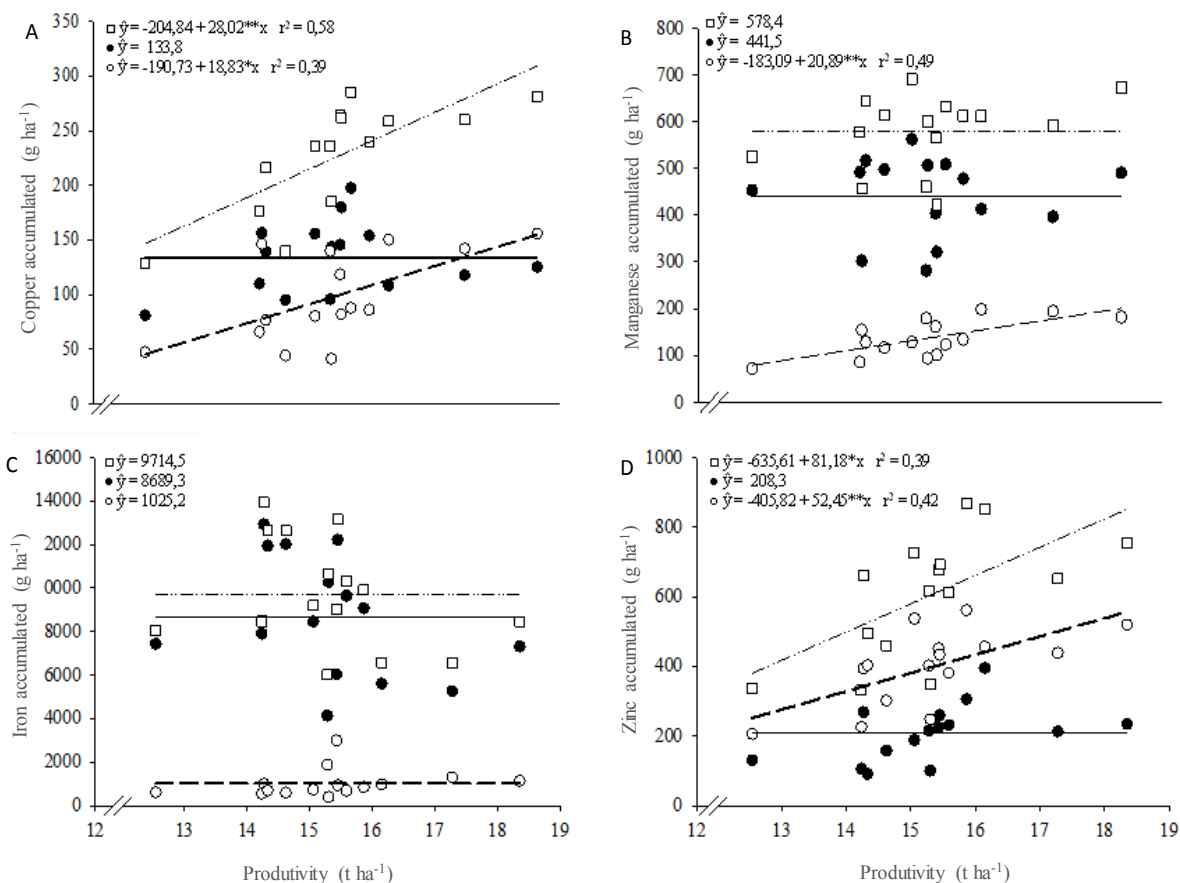 A
□ ŷ = -204,84 + 28,02**x r² = 0,58
● ŷ = 133,8
○ ŷ = -190,73 + 18,83*x r² = 0,39
350
300
250
200
150
100
50
0
Copper accumulated (g ha⁻¹)
B
□ ŷ = 578,4
● ŷ = 441,5
○ ŷ = -183,09 + 20,89**x r² = 0,49
800
700
600
500
400
300
200
100
0
Manganese accumulated (g ha⁻¹)
C
□ ŷ = 9714,5
● ŷ = 8689,3
○ ŷ = 1025,2
16000
14000
12000
0000
8000
6000
4000
2000
0
Iron accumulated (g ha⁻¹)
12 13 14 15 16 17 18 19
Produtivity (t ha⁻¹)
D
□ ŷ = -635,61 + 81,18*x r² = 0,39
● ŷ = 208,3
○ ŷ = -405,82 + 52,45**x r² = 0,42
1000
800
600
400
200
0
Zinc accumulated (g ha⁻¹)
12 13 14 15 16 17 18 19
Produtivity (t ha⁻¹)